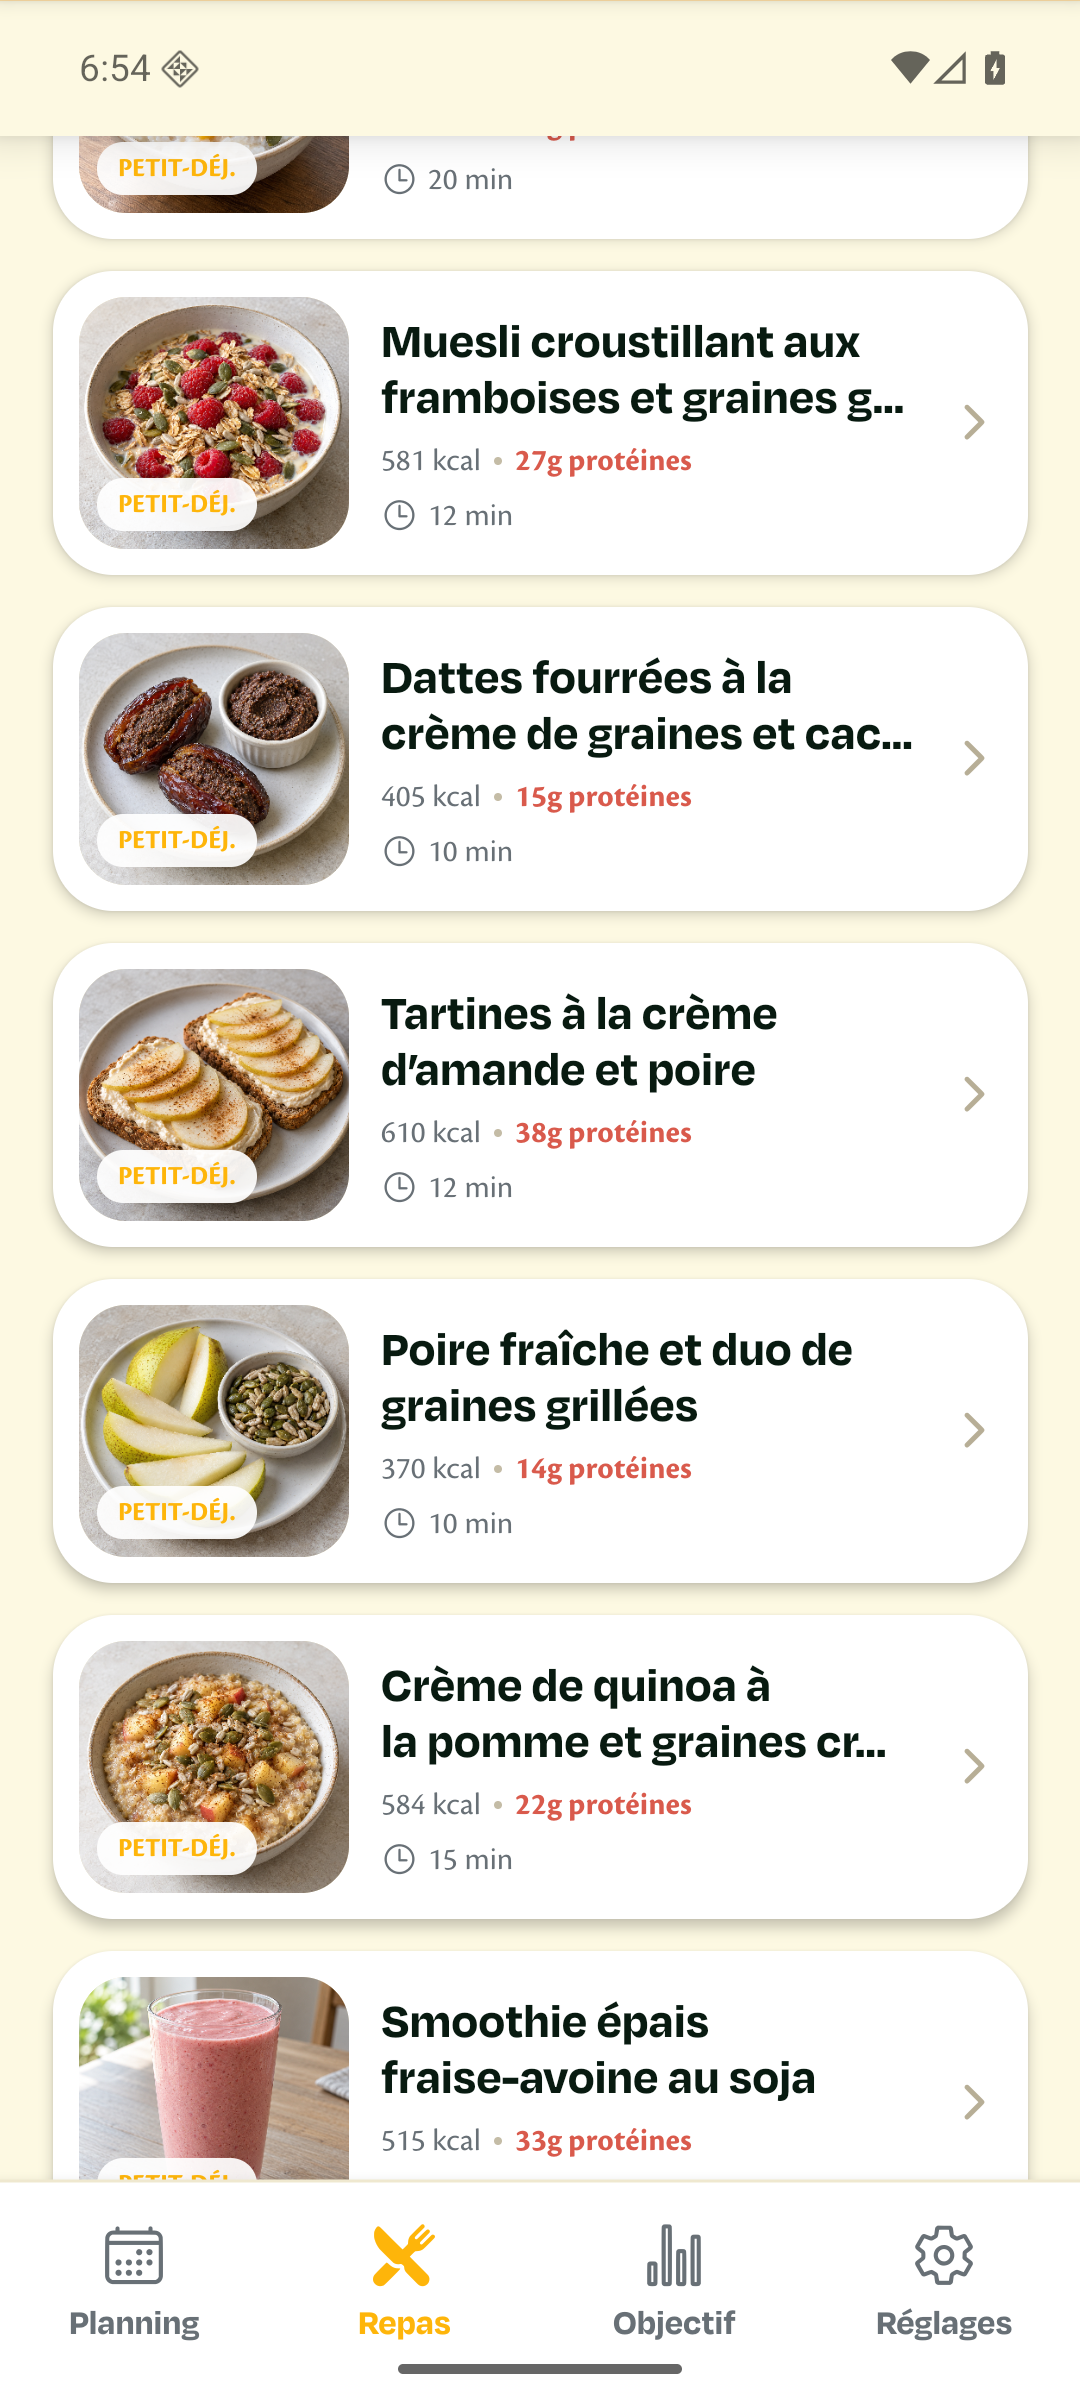 6:54
PETIT-DÉJ.
20 min
Muesli croustillant aux
framboises et graines g...
581 kcal • 27g protéines
PETIT-DÉJ.
12 min
Dattes fourrées à la
crème de graines et cac...
405 kcal • 15g protéines
PETIT-DÉJ.
10 min
Tartines à la crème
d’amande et poire
610 kcal • 38g protéines
PETIT-DÉJ.
12 min
Poire fraîche et duo de
graines grillées
370 kcal • 14g protéines
PETIT-DÉJ.
10 min
Crème de quinoa à
la pomme et graines cr...
584 kcal • 22g protéines
PETIT-DÉJ.
15 min
Smoothie épais
fraise-avoine au soja
515 kcal • 33g protéines
Planning
Repas
Objectif
Réglages